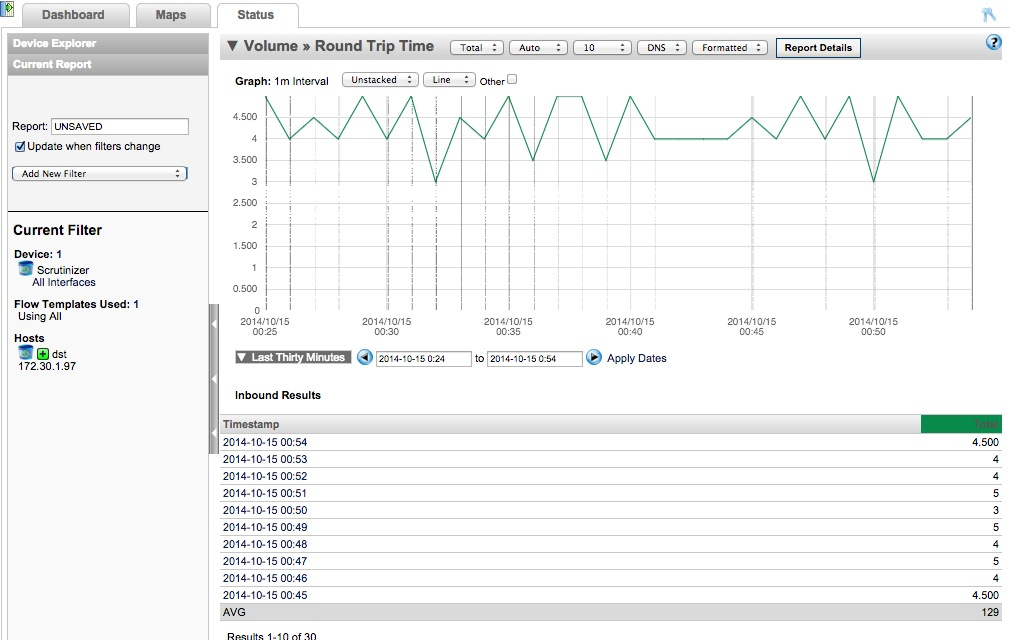 Dashboard Maps Status
Device Explorer
Current Report
Report: UNSAVED
Update when filters change
Add New Filter
Current Filter
Device: 1
Scrutinizer
All Interfaces
Flow Templates Used: 1
Using All
Hosts
dst
172.30.1.97
▼ Volume » Round Trip Time Total Auto 10 DNS Formatted Report Details ?
Graph: 1m Interval Unstacked Line Other
4.500
4
3.500
3
2.500
2
1.500
1
0.500
0
2014/10/15 2014/10/15 2014/10/15 2014/10/15 2014/10/15 2014/10/15
00:25 00:30 00:35 00:40 00:45 00:50
▼ Last Thirty Minutes 2014-10-15 0:24 to 2014-10-15 0:54 Apply Dates
Inbound Results
Timestamp Total
2014-10-15 00:54 4.500
2014-10-15 00:53 4
2014-10-15 00:52 4
2014-10-15 00:51 5
2014-10-15 00:50 3
2014-10-15 00:49 5
2014-10-15 00:48 4
2014-10-15 00:47 5
2014-10-15 00:46 4
2014-10-15 00:45 4.500
AVG 129
Results 1-10 of 30